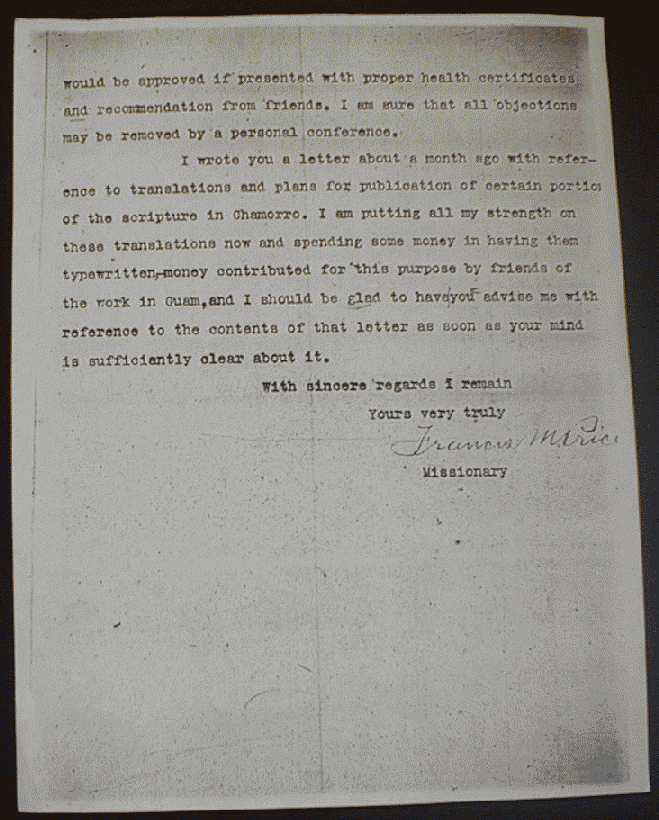 would be approved if presented with proper health certificates
and recommendation from friends. I am sure that all objections
may be removed by a personal conference.
I wrote you a letter about a month ago with refer-
ence to translations and plans for publication of certain portios
of the scripture in Chamorro. I am putting all my strength on
these translations now and spending some money in having them
typewritten,-money contributed for this purpose by friends of
the work in Guam,and I should be glad to have you advise me with
reference to the contents of that letter as soon as your mind
is sufficiently clear about it.
With sincere regards I remain
Yours very truly
Francis M Price
Missionary